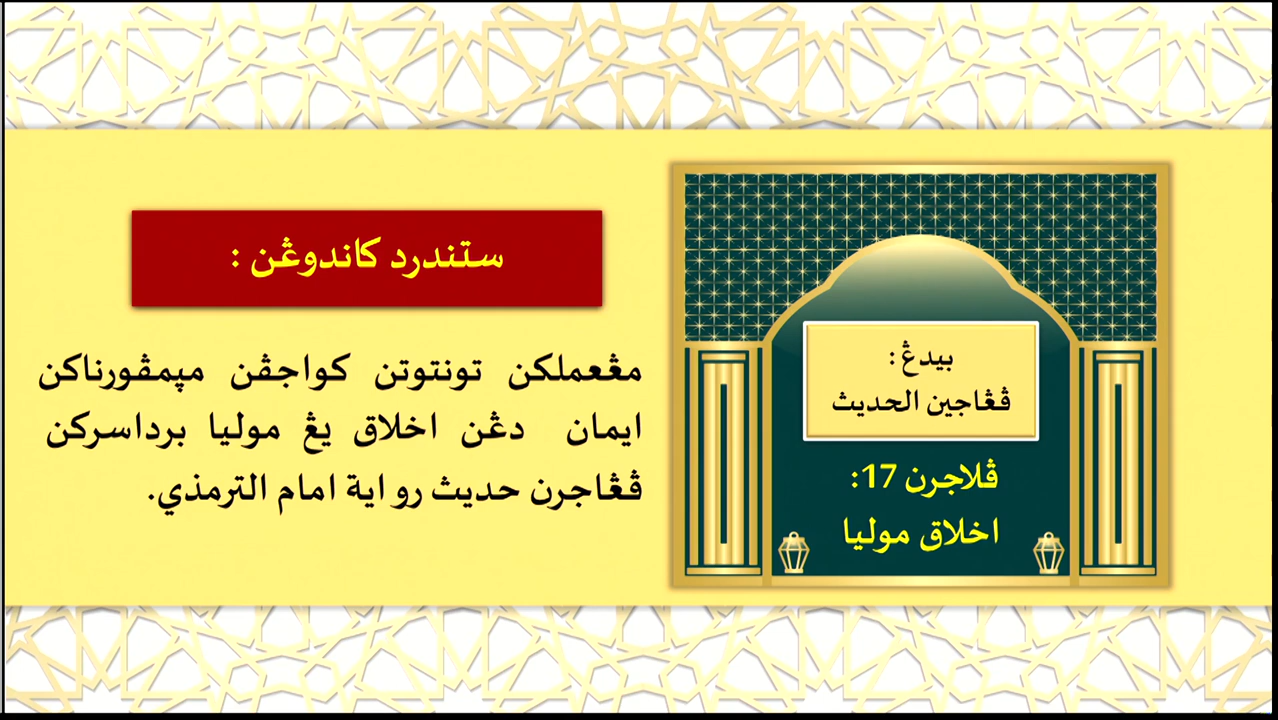 ستندرد كاندوڠن :
مڠعملكن تونتوتن كواجڤن مڽمڤورناكن
ايمان دڠن اخلاق يڠ موليا برداسركن
ڤڠاجرن حديث رواية امام الترمذي.
بيدڠ :
ڤڠاجين الحديث
ڤلاجرن 17:
اخلاق موليا